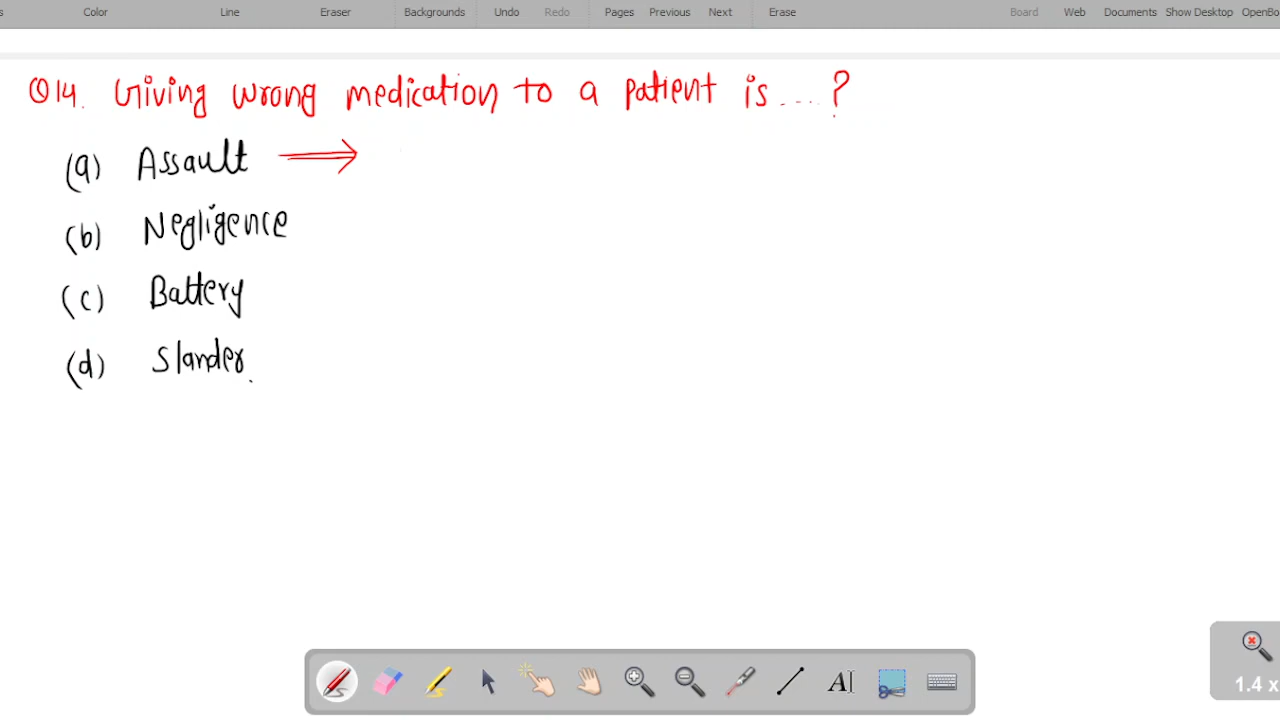 s Color Line Eraser Backgrounds Undo Redo Pages Previous Next Erase Board Web Documents Show Desktop OpenBo
Q14. Giving wrong medication to a patient is .... ?
(a) Assault ⟹
(b) Negligence
(c) Battery
(d) Slander
A
1.4 x